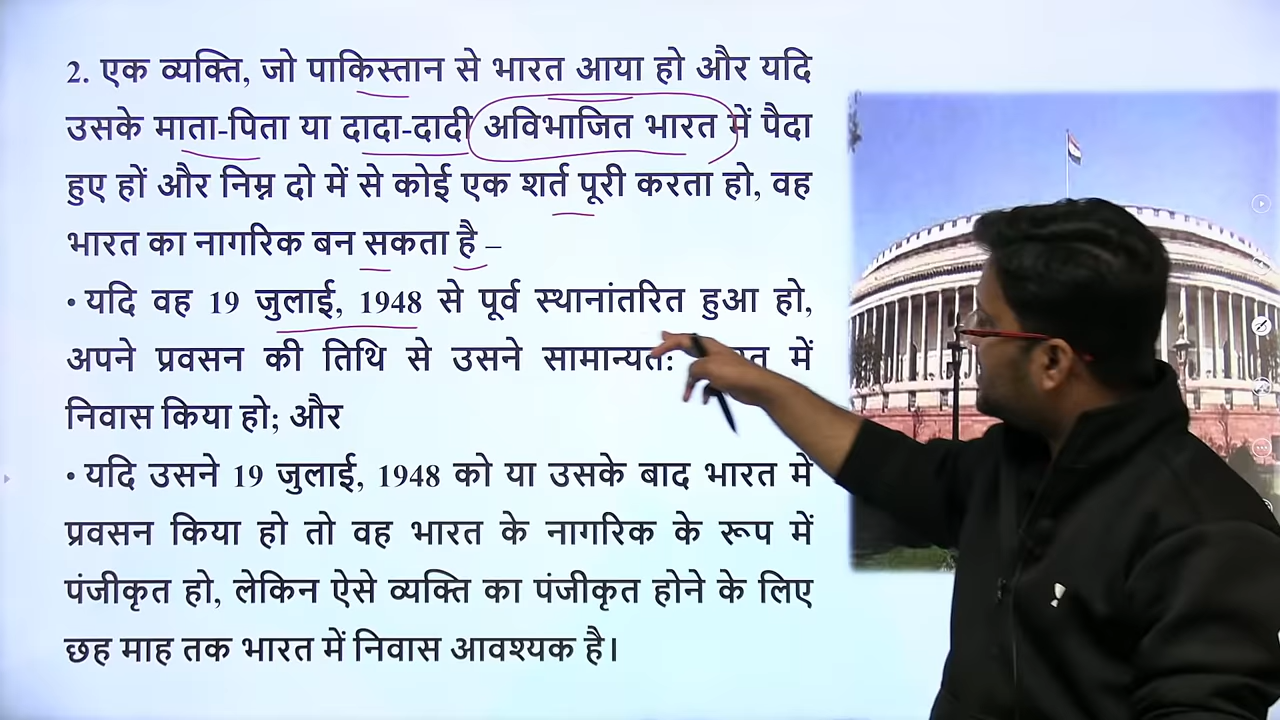 2. एक व्यक्ति, जो पाकिस्तान से भारत आया हो और यदि
उसके माता-पिता या दादा-दादी अविभाजित भारत में पैदा
हुए हों और निम्न दो में से कोई एक शर्त पूरी करता हो, वह
भारत का नागरिक बन सकता है –
• यदि वह 19 जुलाई, 1948 से पूर्व स्थानांतरित हुआ हो,
अपने प्रवसन की तिथि से उसने सामान्यत: में
निवास किया हो; और
• यदि उसने 19 जुलाई, 1948 को या उसके बाद भारत में
प्रवसन किया हो तो वह भारत के नागरिक के रूप में
पंजीकृत हो, लेकिन ऐसे व्यक्ति का पंजीकृत होने के लिए
छह माह तक भारत में निवास आवश्यक है।